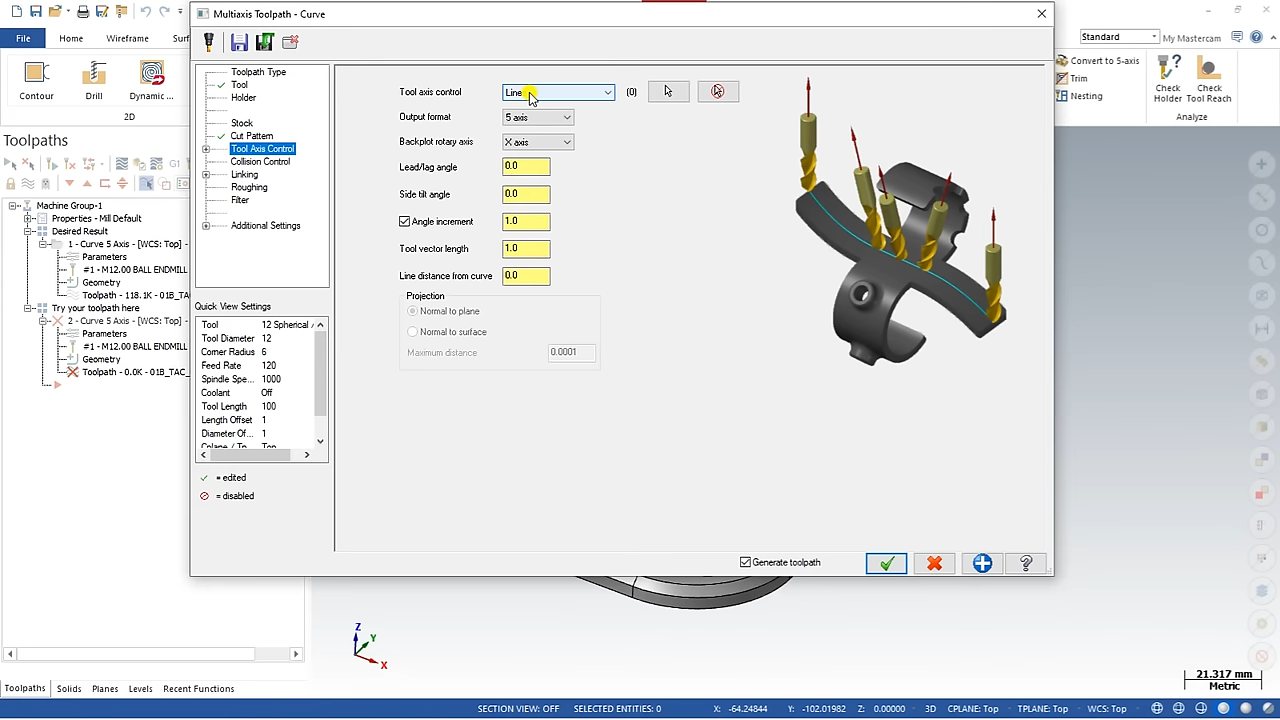 Multiaxis Toolpath - Curve
File
Home
Wireframe
Surf
Standard
My Mastercam
Contour
Drill
Dynamic ...
2D
Convert to 5-axis
Trim
Nesting
Check
Holder
Check
Tool Reach
Analyze
Toolpaths
G1
Machine Group-1
Properties - Mill Default
Desired Result
1 - Curve 5 Axis - [WCS: Top] -
Parameters
#1 - M12.00 BALL ENDMILL
Geometry
Toolpath - 118.1K - 01B_TAC_
Try your toolpath here
2 - Curve 5 Axis - [WCS: Top] -
Parameters
#1 - M12.00 BALL ENDMILL
Geometry
Toolpath - 0.0K - 01B_TAC_
Toolpath Type
Tool
Holder
Stock
Cut Pattern
Tool Axis Control
Collision Control
Linking
Roughing
Filter
Additional Settings
Quick View Settings
Tool 12 Spherical /
Tool Diameter 12
Corner Radius 6
Feed Rate 120
Spindle Spe... 1000
Coolant Off
Tool Length 100
Length Offset 1
Diameter Of... 1
Cplane / Tp... Top
= edited
= disabled
Tool axis control Lines (0)
Output format 5 axis
Backplot rotary axis X axis
Lead/lag angle 0.0
Side tilt angle 0.0
Angle increment 1.0
Tool vector length 1.0
Line distance from curve 0.0
Projection
Normal to plane
Normal to surface
Maximum distance 0.0001
Generate toolpath
Z
Y
X
21.317 mm
Metric
Toolpaths Solids Planes Levels Recent Functions
SECTION VIEW: OFF SELECTED ENTITIES: 0 X: -64.24844 Y: -102.01982 Z: 0.00000 3D CPLANE: Top TPLANE: Top WCS: Top